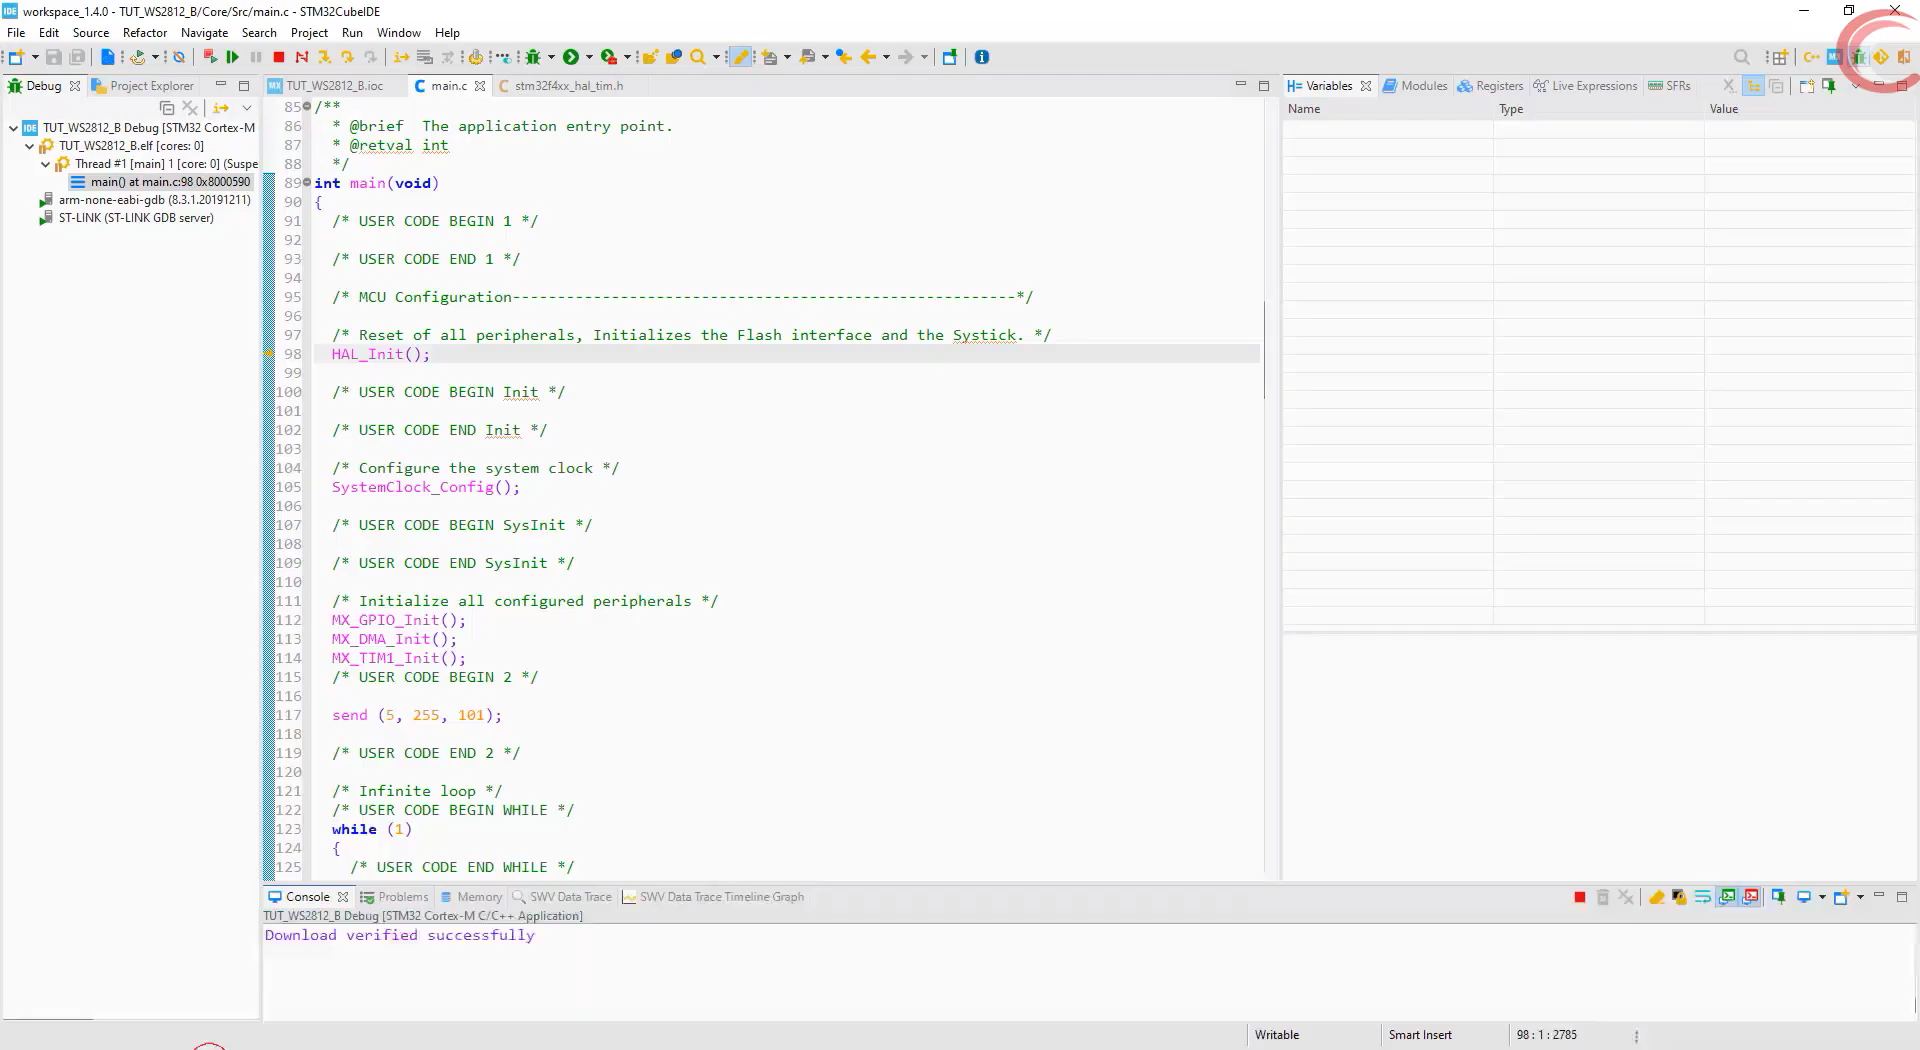 workspace_1.4.0 - TUT_WS2812_B/Core/Src/main.c - STM32CubeIDE
File Edit Source Refactor Navigate Search Project Run Window Help
Debug Project Explorer
TUT_WS2812_B Debug [STM32 Cortex-M
TUT_WS2812_B.elf [cores: 0]
Thread #1 [main] 1 [core: 0] (Suspe
main() at main.c:98 0x8000590
arm-none-eabi-gdb (8.3.1.20191211)
ST-LINK (ST-LINK GDB server)
TUT_WS2812_B.ioc main.c stm32f4xx_hal_tim.h
85 /**
86 * @brief The application entry point.
87 * @retval int
88 */
89 int main(void)
90 {
91 /* USER CODE BEGIN 1 */
92
93 /* USER CODE END 1 */
94
95 /* MCU Configuration--------------------------------------------------------*/
96
97 /* Reset of all peripherals, Initializes the Flash interface and the Systick. */
98 HAL_Init();
99
100 /* USER CODE BEGIN Init */
101
102 /* USER CODE END Init */
103
104 /* Configure the system clock */
105 SystemClock_Config();
106
107 /* USER CODE BEGIN SysInit */
108
109 /* USER CODE END SysInit */
110
111 /* Initialize all configured peripherals */
112 MX_GPIO_Init();
113 MX_DMA_Init();
114 MX_TIM1_Init();
115 /* USER CODE BEGIN 2 */
116
117 send (5, 255, 101);
118
119 /* USER CODE END 2 */
120
121 /* Infinite loop */
122 /* USER CODE BEGIN WHILE */
123 while (1)
124 {
125 /* USER CODE END WHILE */
Variables Modules Registers Live Expressions SFRs
Name Type Value
Console Problems Memory SWV Data Trace SWV Data Trace Timeline Graph
TUT_WS2812_B Debug [STM32 Cortex-M C/C++ Application]
Download verified successfully
Writable Smart Insert 98 : 1 : 2785